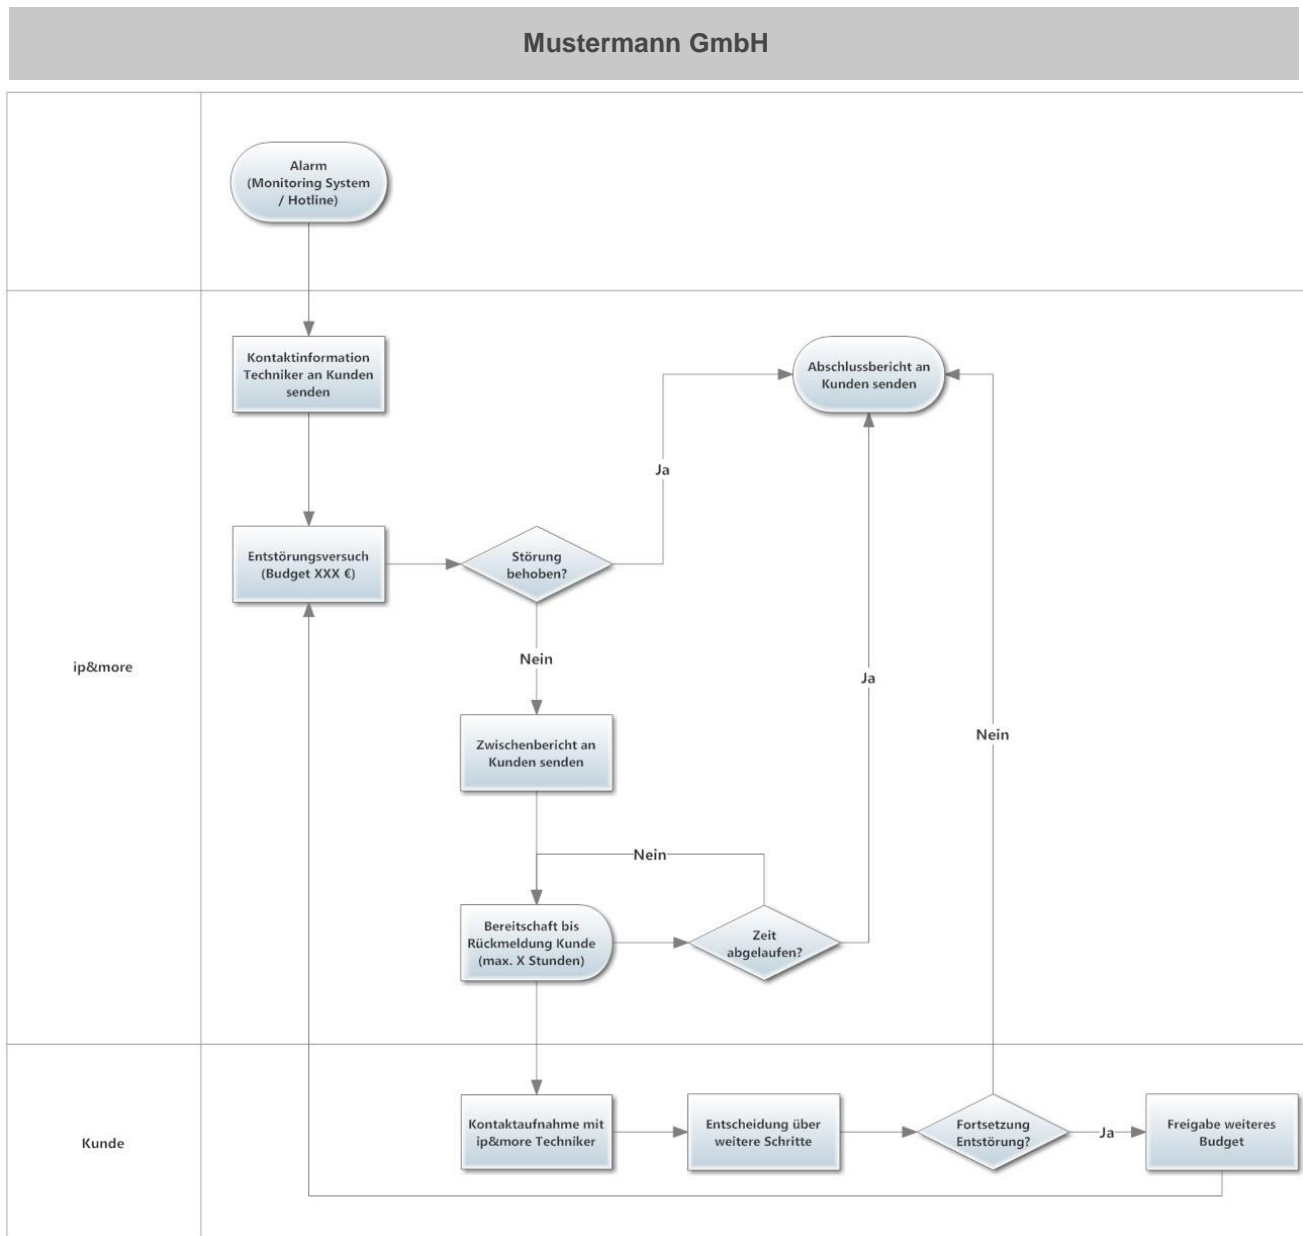 Mustermann GmbH
Alarm
(Monitoring System
/ Hotline)
Kontaktinformation
Techniker an Kunden
senden
Abschlussbericht an
Kunden senden
Ja
Entstörungsversuch
(Budget XXX €)
Störung
behoben?
Nein
ip&more
Ja
Zwischenbericht an
Kunden senden
Nein
Nein
Bereitschaft bis
Rückmeldung Kunde
(max. X Stunden)
Zeit
abgelaufen?
Kunde
Kontaktaufnahme mit
ip&more Techniker
Entscheidung über
weitere Schritte
Fortsetzung
Entstörung?
Ja
Freigabe weiteres
Budget